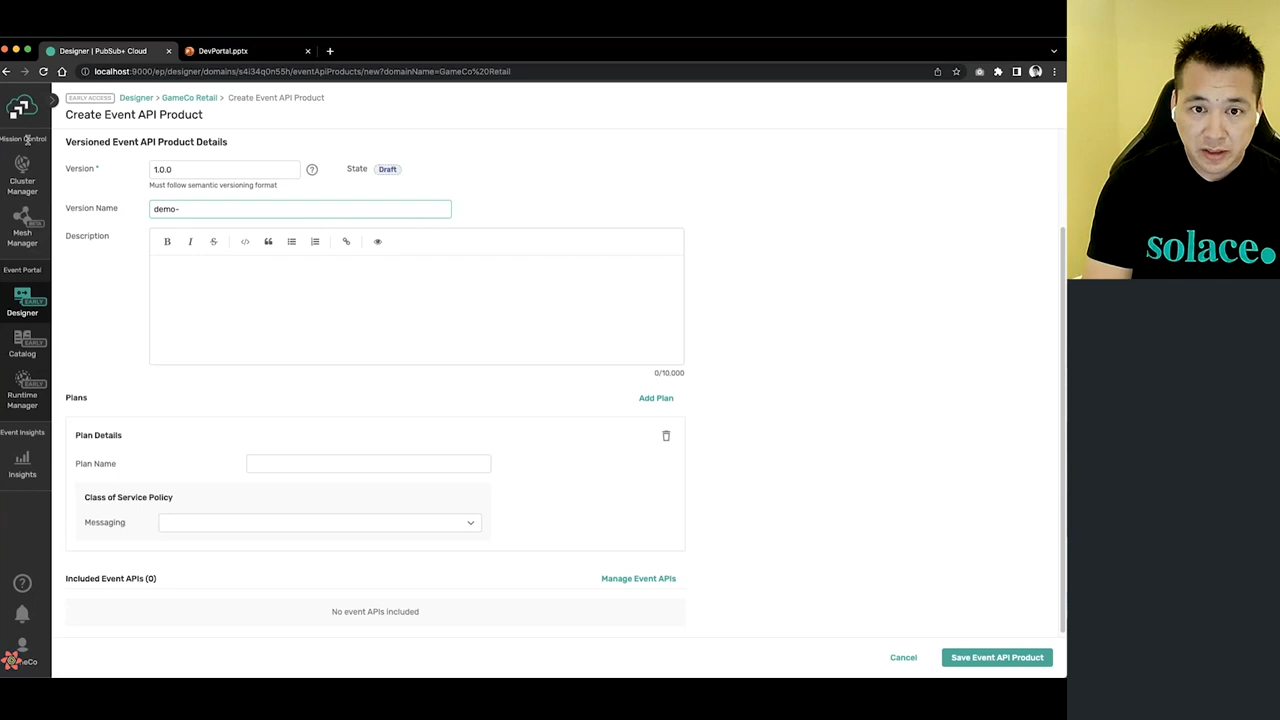 Designer | PubSub+ Cloud
DevPortal.pptx
localhost:9000/ep/designer/domains/s4i34q0n55h/eventApiProducts/new?domainName=GameCo%20Retail
EARLY ACCESS
Designer > GameCo Retail > Create Event API Product
Create Event API Product
Mission Control
Cluster
Manager
BETA
Mesh
Manager
Event Portal
EARLY
Designer
EARLY
Catalog
EARLY
Runtime
Manager
Event Insights
Insights
eCo
Versioned Event API Product Details
Version *
1.0.0
?
State
Draft
Must follow semantic versioning format
Version Name
demo-
Description
B I S
0/10,000
Plans
Add Plan
Plan Details
Plan Name
Class of Service Policy
Messaging
Included Event APIs (0)
Manage Event APIs
No event APIs included
Cancel
Save Event API Product
solace.